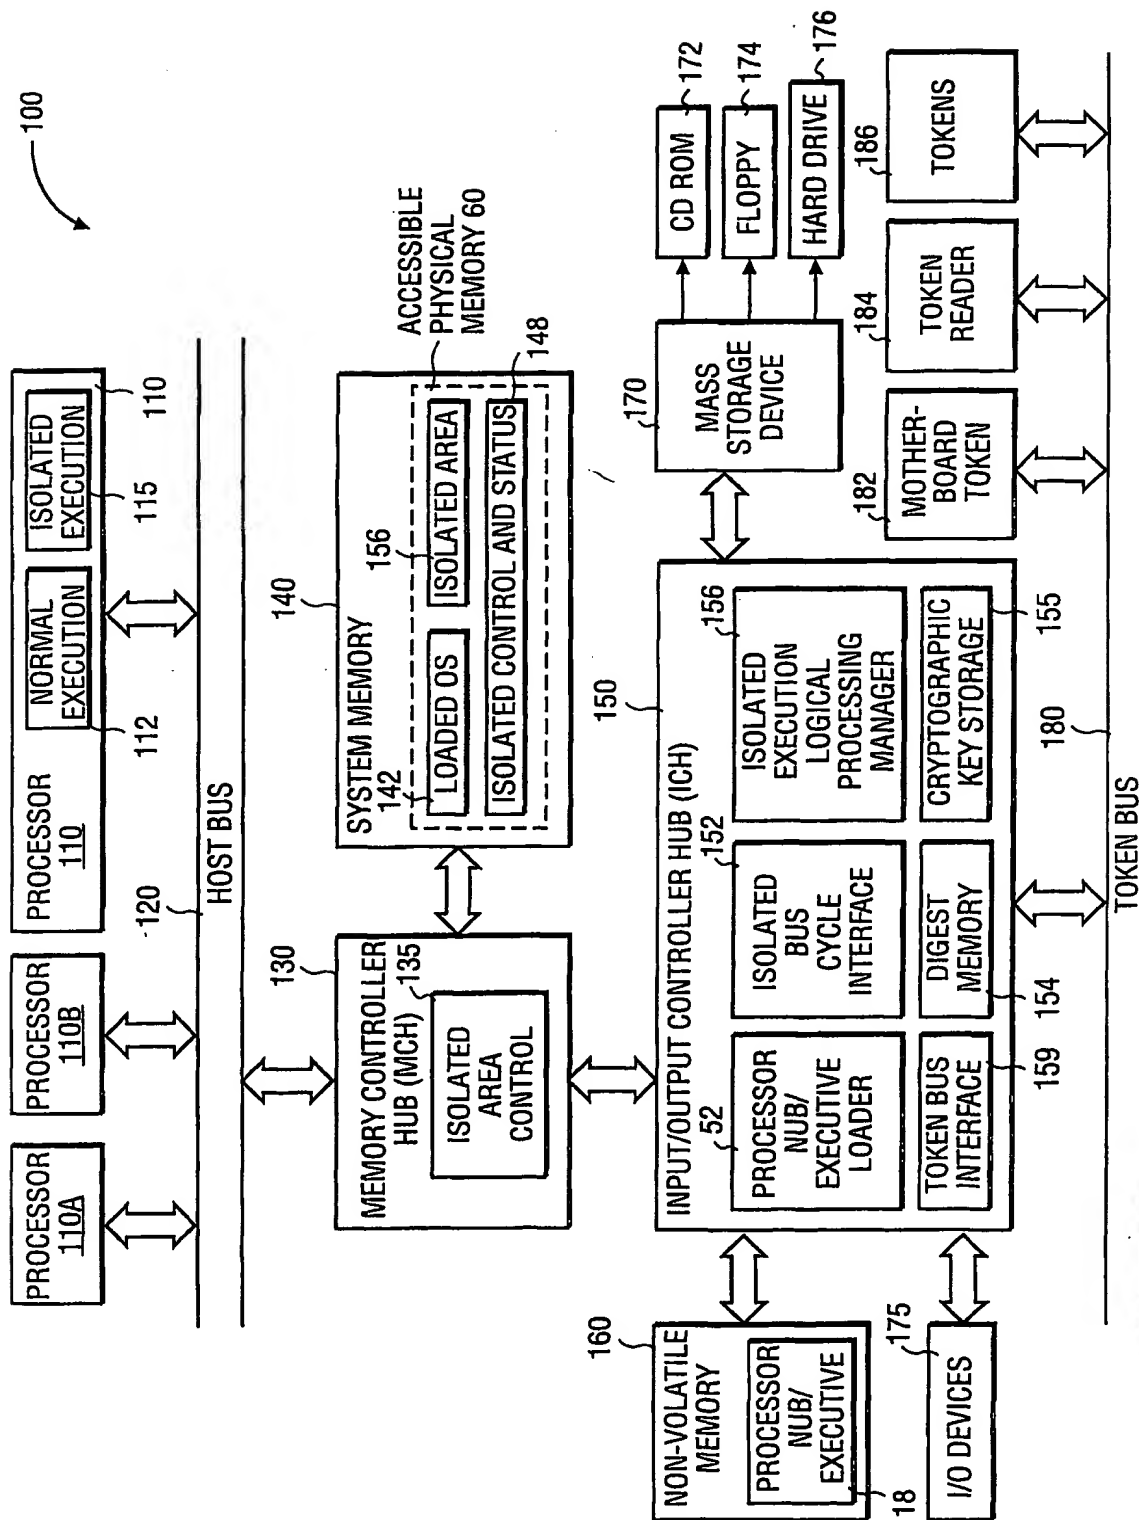 100
PROCESSOR
110A
PROCESSOR
110B
PROCESSOR
110
NORMAL
EXECUTION
112
ISOLATED
EXECUTION
115
110
120
HOST BUS
130
MEMORY CONTROLLER
HUB (MCH)
135
ISOLATED
AREA
CONTROL
140
SYSTEM MEMORY
142
LOADED OS
156
ISOLATED AREA
ISOLATED CONTROL AND STATUS
148
ACCESSIBLE
PHYSICAL
MEMORY 60
150
INPUT/OUTPUT CONTROLLER HUB (ICH)
52
PROCESSOR
NUB/
EXECUTIVE
LOADER
152
ISOLATED
BUS
CYCLE
INTERFACE
156
ISOLATED
EXECUTION
LOGICAL
PROCESSING
MANAGER
TOKEN BUS
INTERFACE
159
DIGEST
MEMORY
154
CRYPTOGRAPHIC
KEY STORAGE
155
160
NON-VOLATILE
MEMORY
PROCESSOR
NUB/
EXECUTIVE
18
175
I/O DEVICES
170
MASS
STORAGE
DEVICE
CD ROM
172
FLOPPY
174
HARD DRIVE
176
182
MOTHER-
BOARD
TOKEN
184
TOKEN
READER
186
TOKENS
180
TOKEN BUS